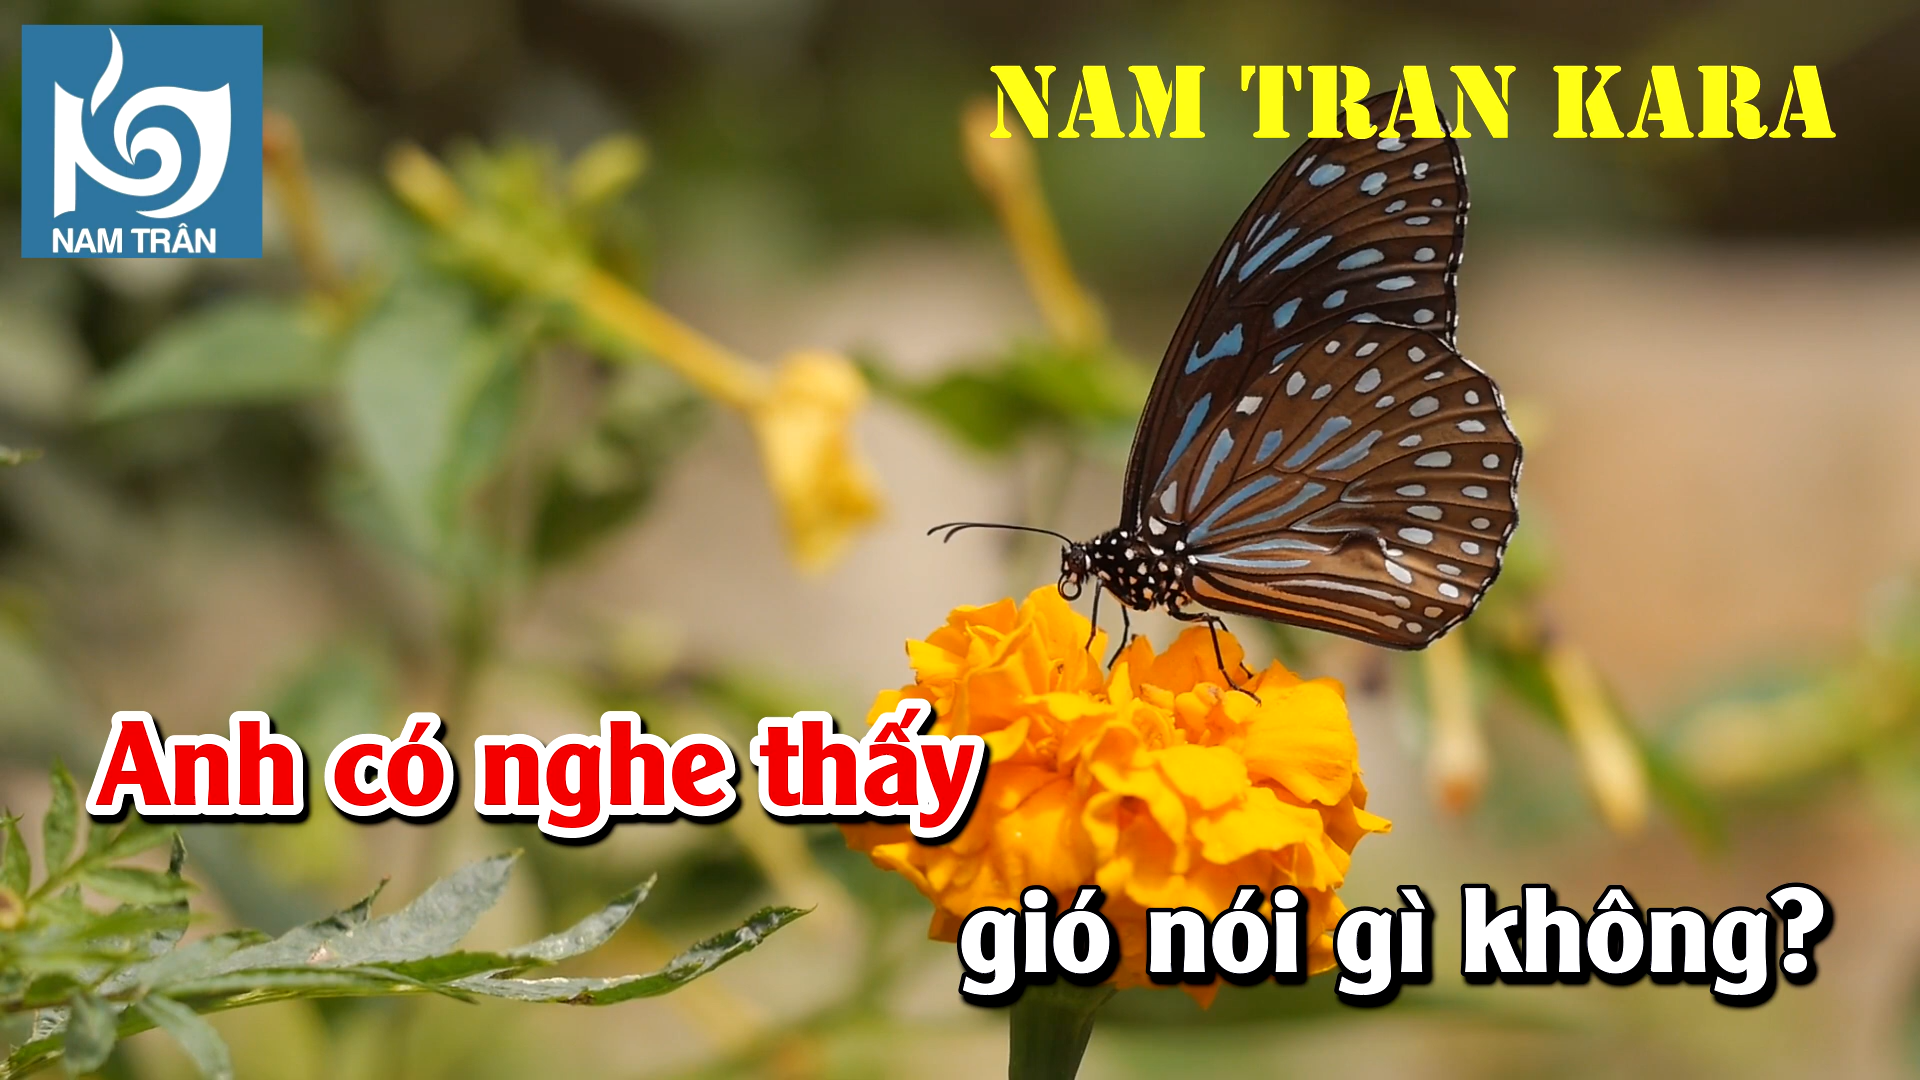 NAM TRAN KARA
NAM TRÂN
Anh có nghe thấy
gió nói gì không?